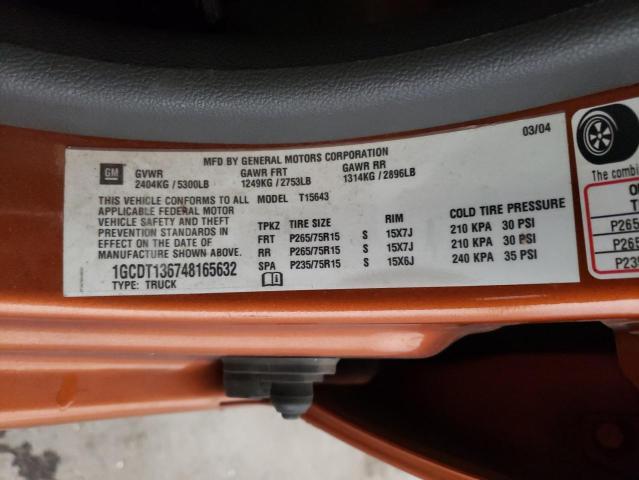 MFD BY GENERAL MOTORS CORPORATION
03/04
GM
GVWR GAWR FRT GAWR RR
2404KG / 5300LB 1249KG / 2753LB 1314KG / 2896LB
THIS VEHICLE CONFORMS TO ALL MODEL T15643
APPLICABLE FEDERAL MOTOR
VEHICLE SAFETY AND THEFT
PREVENTION STANDARDS IN
EFFECT ON THE DATE OF
MANUFACTURE SHOWN ABOVE.
1GCDT136748165632
TYPE: TRUCK
TPKZ TIRE SIZE RIM COLD TIRE PRESSURE
FRT P265/75R15 S 15X7J 210 KPA 30 PSI
RR P265/75R15 S 15X7J 210 KPA 30 PSI
SPA P235/75R15 S 15X6J 240 KPA 35 PSI
The combin
P265